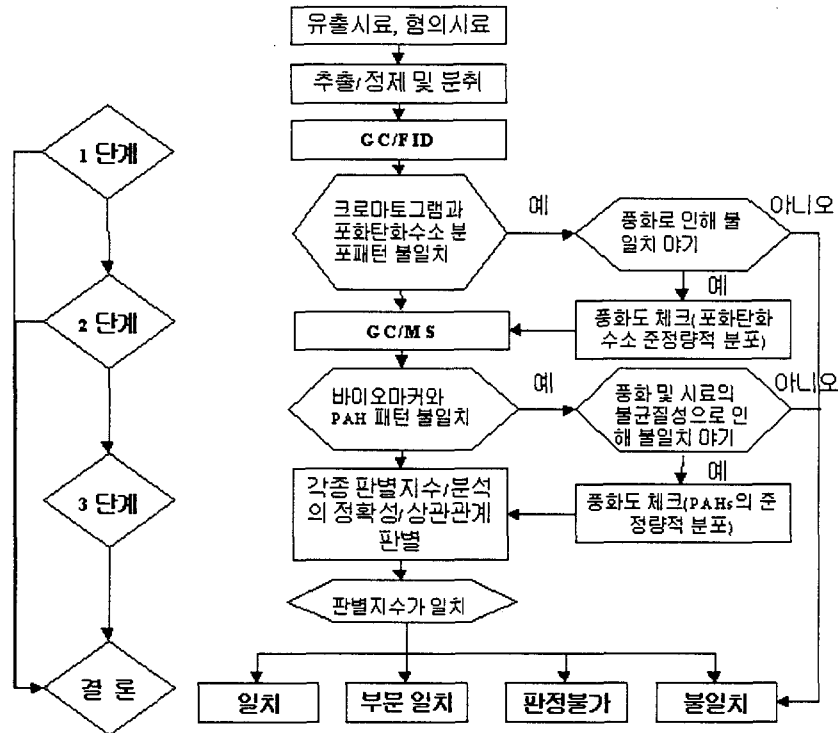 유출시료, 혐의시료
추출/정제 및 분취
GC/FID
1 단계
크로마토그램과
포화탄화수소 분
포패턴 불일치
예
풍화로 인해 불
일치 야기
아니오
예
2 단계
GC/MS
풍화도 체크(포화탄화
수소 준정량적 분포)
바이오마커와
PAH 패턴 불일치
예
풍화 및 시료의
불균질성으로 인
해 불일치 야기
아니오
예
3 단계
각종 판별지수/분석
의 정확성/상관관계
판별
풍화도 체크(PAHs의 준
정량적 분포)
판별지수가 일치
결 론
일치
부분 일치
판정불가
불일치